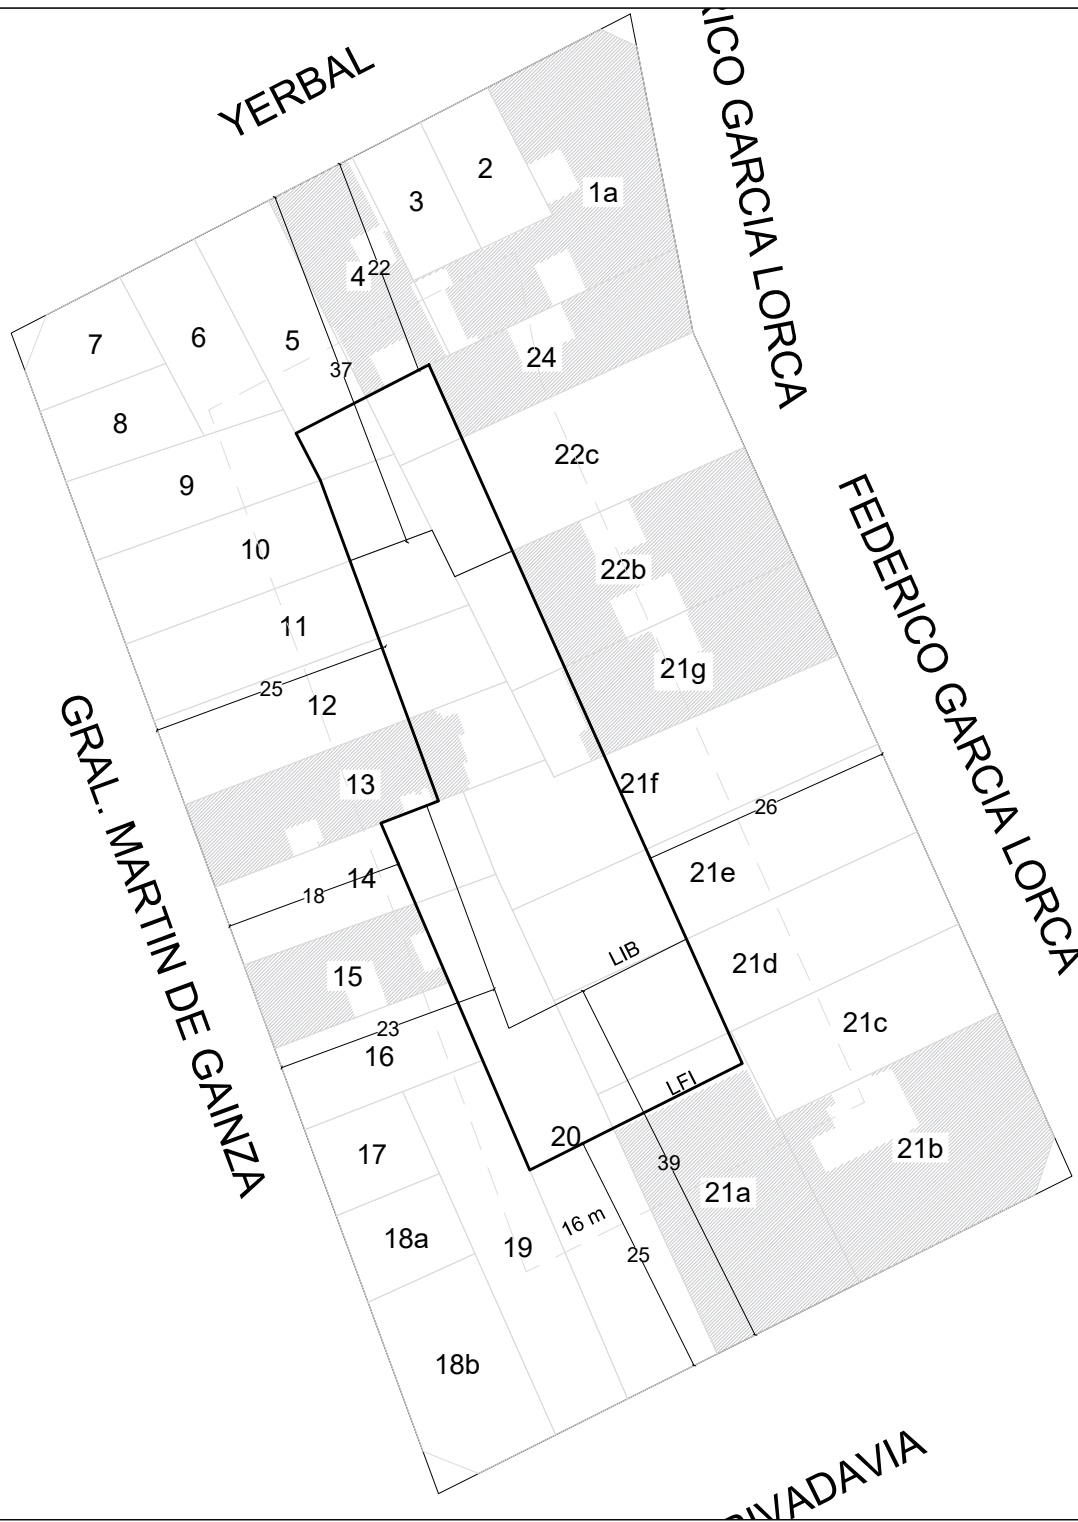 YERBAL
RICO GARCIA LORCA
2
3
1a
4
22
7
6
5
37
24
8
22c
9
10
22b
11
21g
25
12
FEDERICO GARCIA LORCA
GRAL. MARTIN DE GAINZA
13
21f
26
14
18
21e
LIB
21d
15
23
16
21c
LFI
20
17
39
21a
21b
16 m
18a
19
25
18b
RIVADAVIA